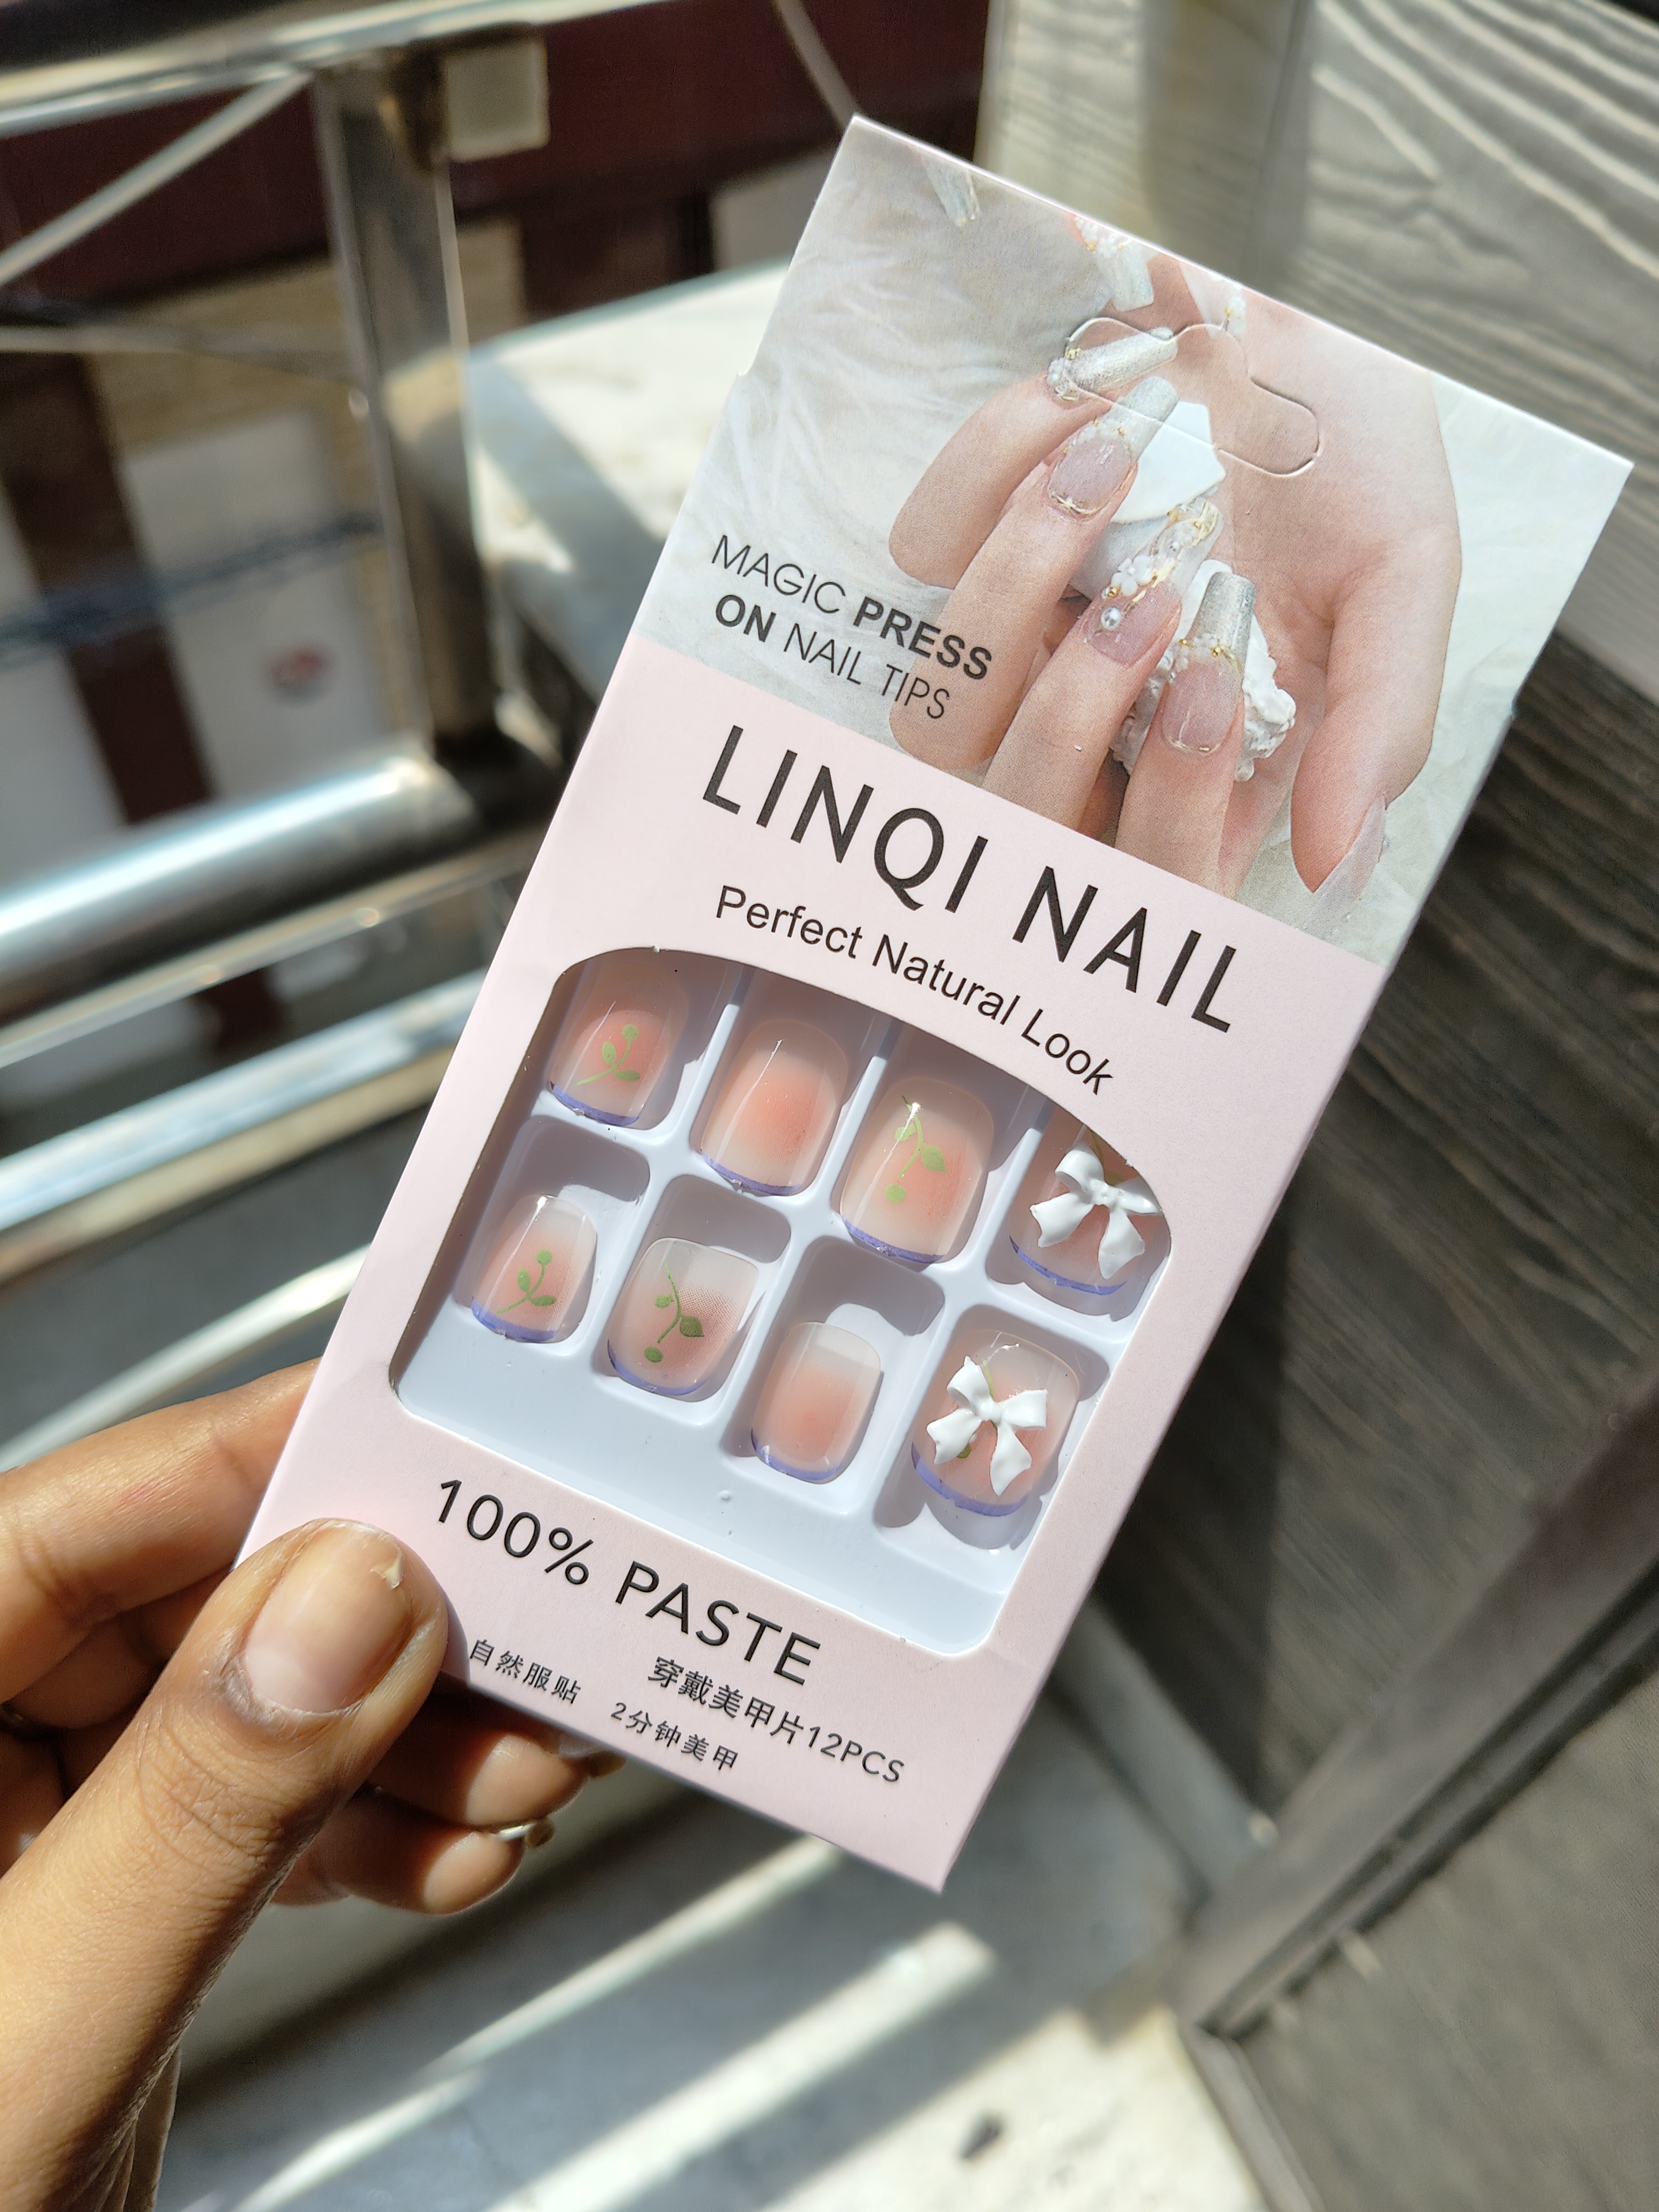 MAGIC PRESS
ON NAIL TIPS
LINQI NAIL
Perfect Natural Look
100% PASTE
穿戴美甲片12PCS
自然服贴 2分钟美甲